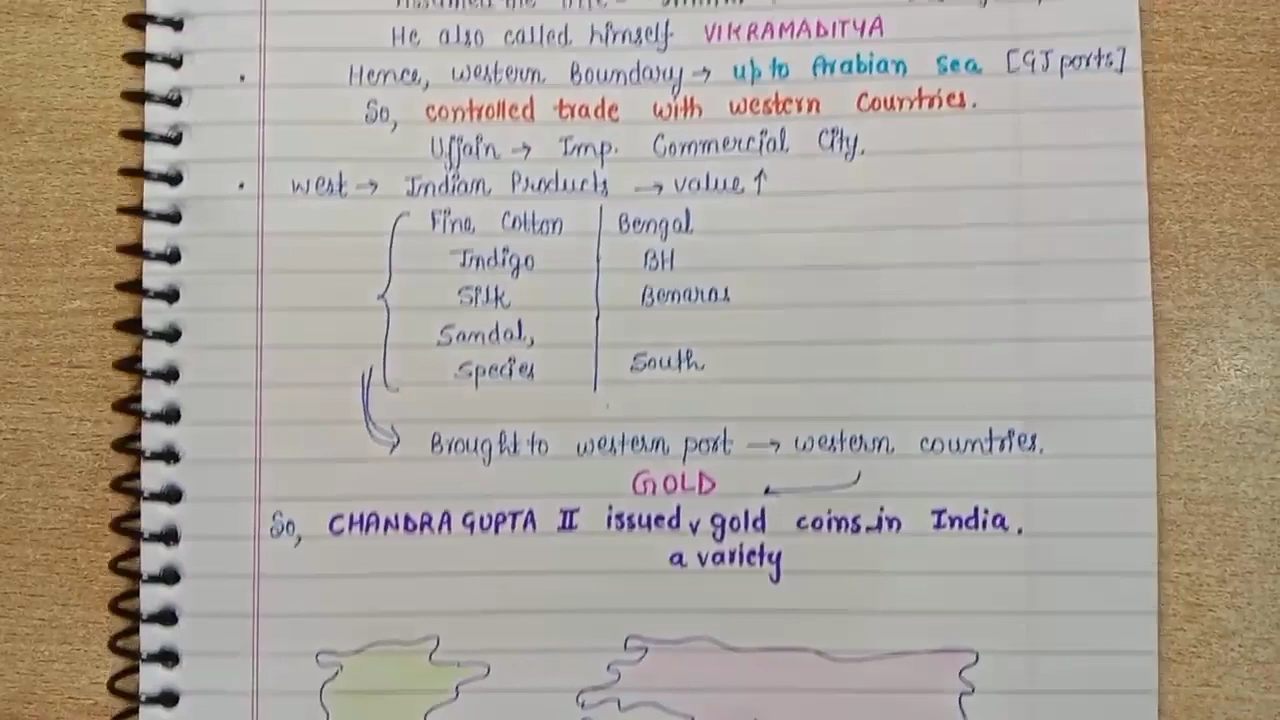 He also called himself VIKRAMADITYA
• Hence, western Boundary → up to Arabian sea [GJ ports]
So, controlled trade with western Countries.
Ujjain → Imp. Commercial City.
• west → Indian Products → value ↑
Fine Cotton | Bengal
Indigo | BH
Silk | Benaras
Sandal,
Species | South
Brought to western port → western countries.
GOLD
So, CHANDRA GUPTA II issued gold coins in India.
a variety